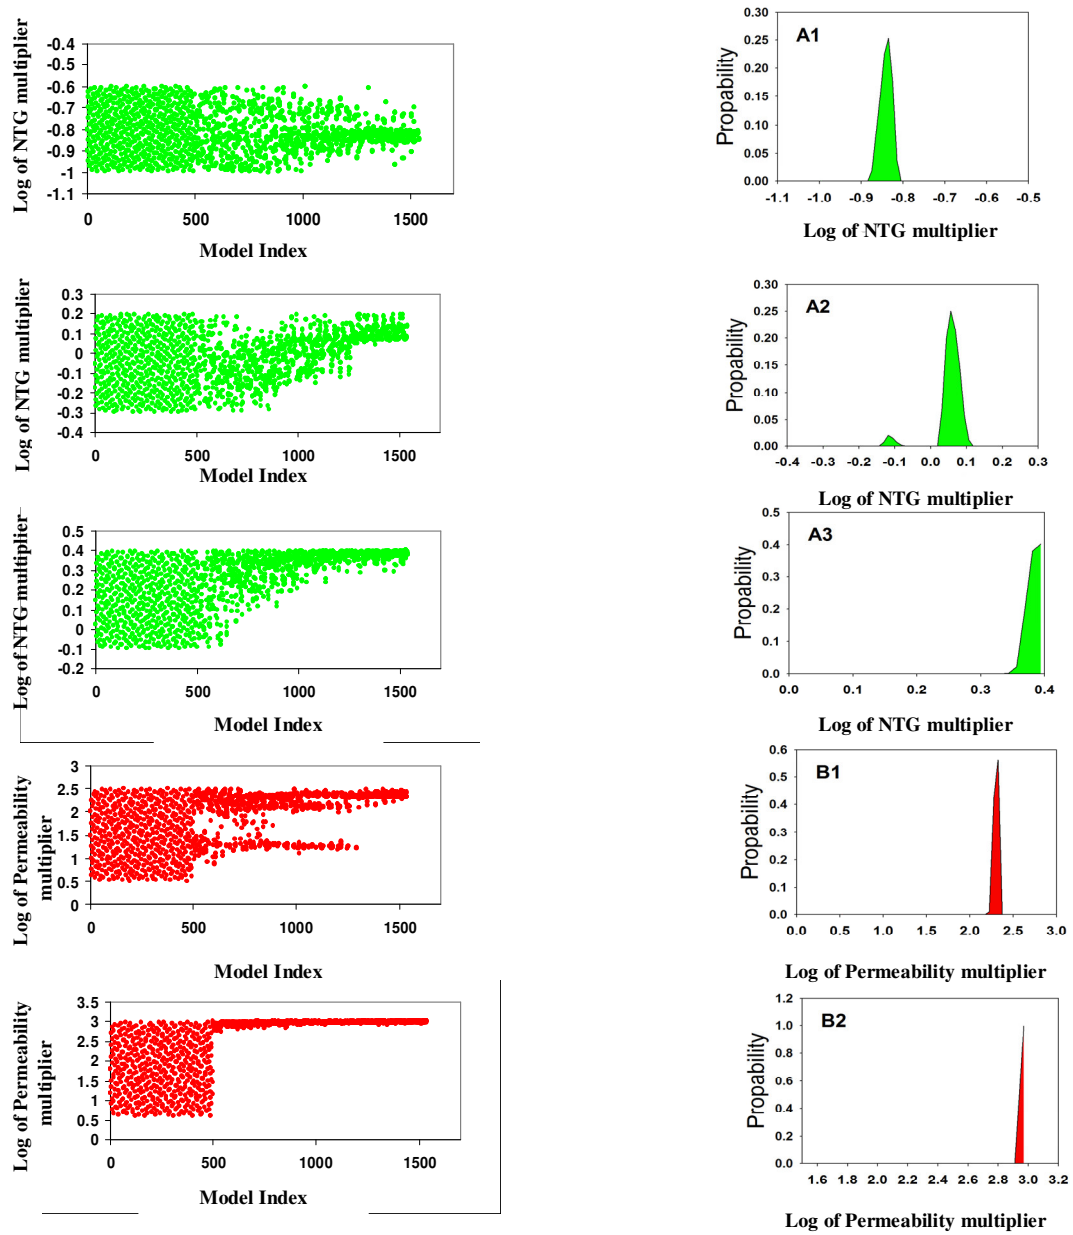 Log of NTG multiplier
-0.4
-0.5
-0.6
-0.7
-0.8
-0.9
-1
-1.1
0 500 1000 1500
Model Index
Propability
0.30
0.25
0.20
0.15
0.10
0.05
0.00
A1
-1.1 -1.0 -0.9 -0.8 -0.7 -0.6 -0.5
Log of NTG multiplier
Log of NTG multiplier
0.3
0.2
0.1
0
-0.1
-0.2
-0.3
-0.4
0 500 1000 1500
Model Index
Propability
0.30
0.25
0.20
0.15
0.10
0.05
0.00
A2
-0.4 -0.3 -0.2 -0.1 0.0 0.1 0.2 0.3
Log of NTG multiplier
Log of NTG multiplier
0.5
0.4
0.3
0.2
0.1
0
-0.1
-0.2
0 500 1000 1500
Model Index
Propability
0.5
0.4
0.3
0.2
0.1
0.0
A3
0.0 0.1 0.2 0.3 0.4
Log of NTG multiplier
Log of Permeability
multiplier
3
2.5
2
1.5
1
0.5
0
0 500 1000 1500
Model Index
Propability
0.6
0.5
0.4
0.3
0.2
0.1
0.0
B1
0.0 0.5 1.0 1.5 2.0 2.5 3.0
Log of Permeability multiplier
Log of Permeability
multiplier
3.5
3
2.5
2
1.5
1
0.5
0
0 500 1000 1500
Model Index
Propability
1.2
1.0
0.8
0.6
0.4
0.2
0.0
B2
1.6 1.8 2.0 2.2 2.4 2.6 2.8 3.0 3.2
Log of Permeability multiplier